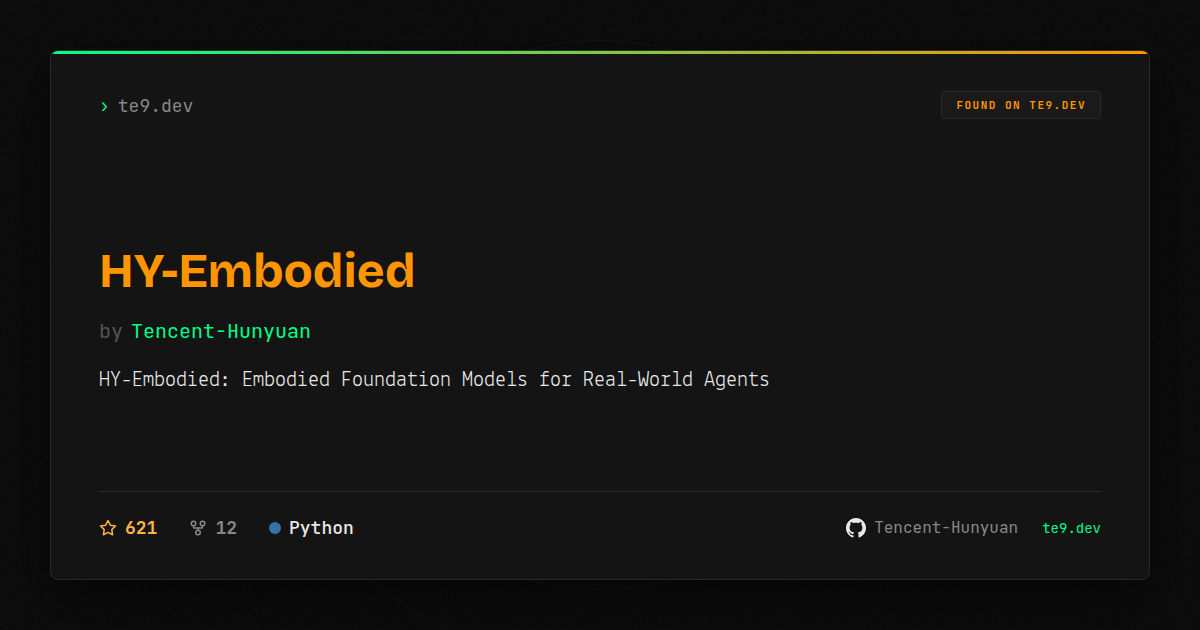 › te9.dev
FOUND ON TE9.DEV
HY-Embodied
by Tencent-Hunyuan
HY-Embodied: Embodied Foundation Models for Real-World Agents
621 12 Python
Tencent-Hunyuan te9.dev